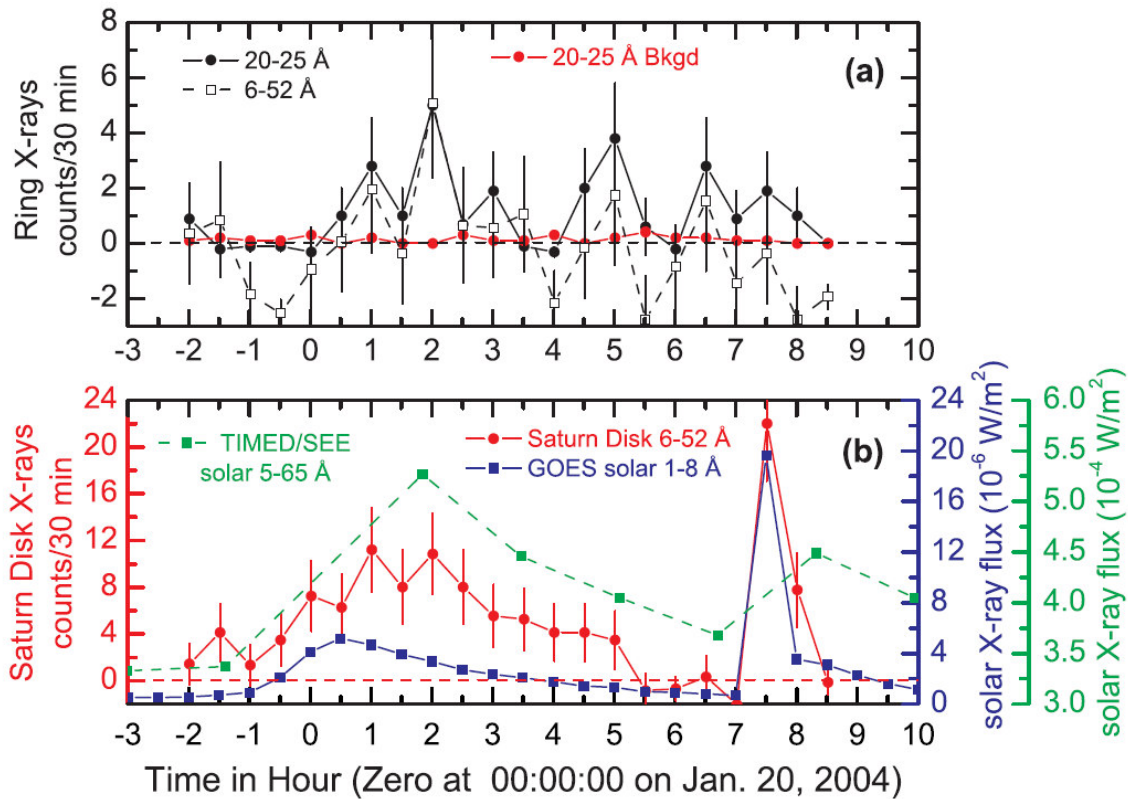 8
6
4
2
0
-2
Ring X-rays
counts/30 min
20-25 Å
6-52 Å
20-25 Å Bkgd
(a)
-3 -2 -1 0 1 2 3 4 5 6 7 8 9 10
24
20
16
12
8
4
0
Saturn Disk X-rays
counts/30 min
TIMED/SEE
solar 5-65 Å
Saturn Disk 6-52 Å
GOES solar 1-8 Å
(b)
24
20
16
12
8
4
0
solar X-ray flux (10⁻⁶ W/m²)
6.0
5.5
5.0
4.5
4.0
3.5
3.0
solar X-ray flux (10⁻⁴ W/m²)
-3 -2 -1 0 1 2 3 4 5 6 7 8 9 10
Time in Hour (Zero at 00:00:00 on Jan. 20, 2004)